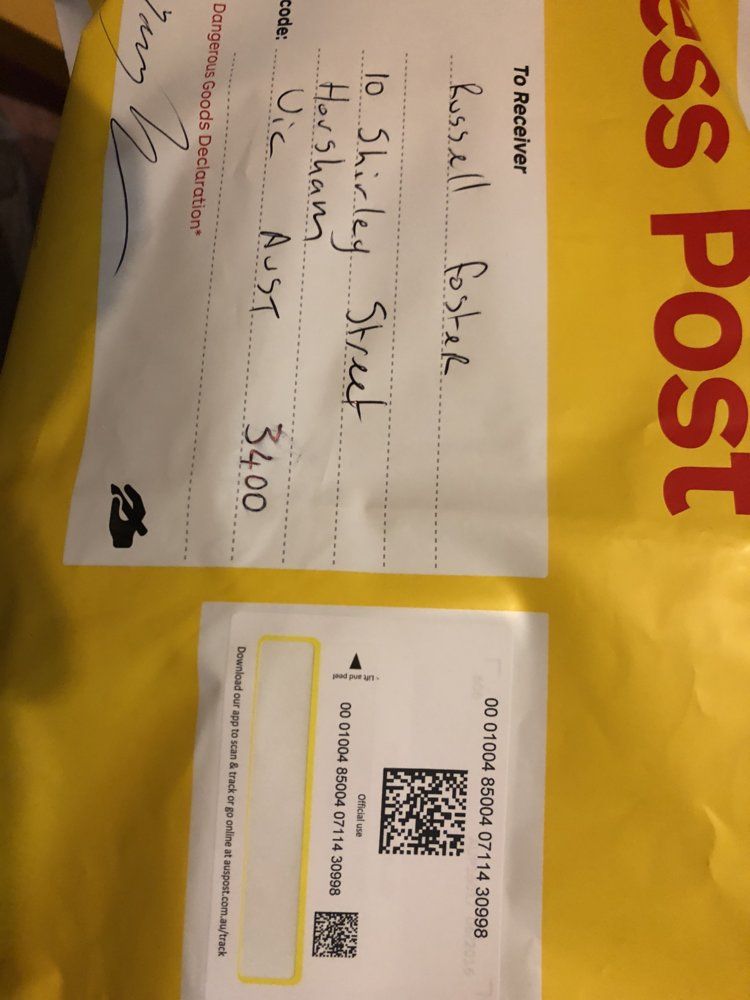 ess Post
To Receiver
Russell Foster
10 Shirley Street
Horsham
Vic Aust 3400
code:
Dangerous Goods Declaration*
00 01004 85004 07114 30998
2016
- Lift and peel
Official use
00 01004 85004 07114 30998
Download our app to scan & track or go online at auspost.com.au/track